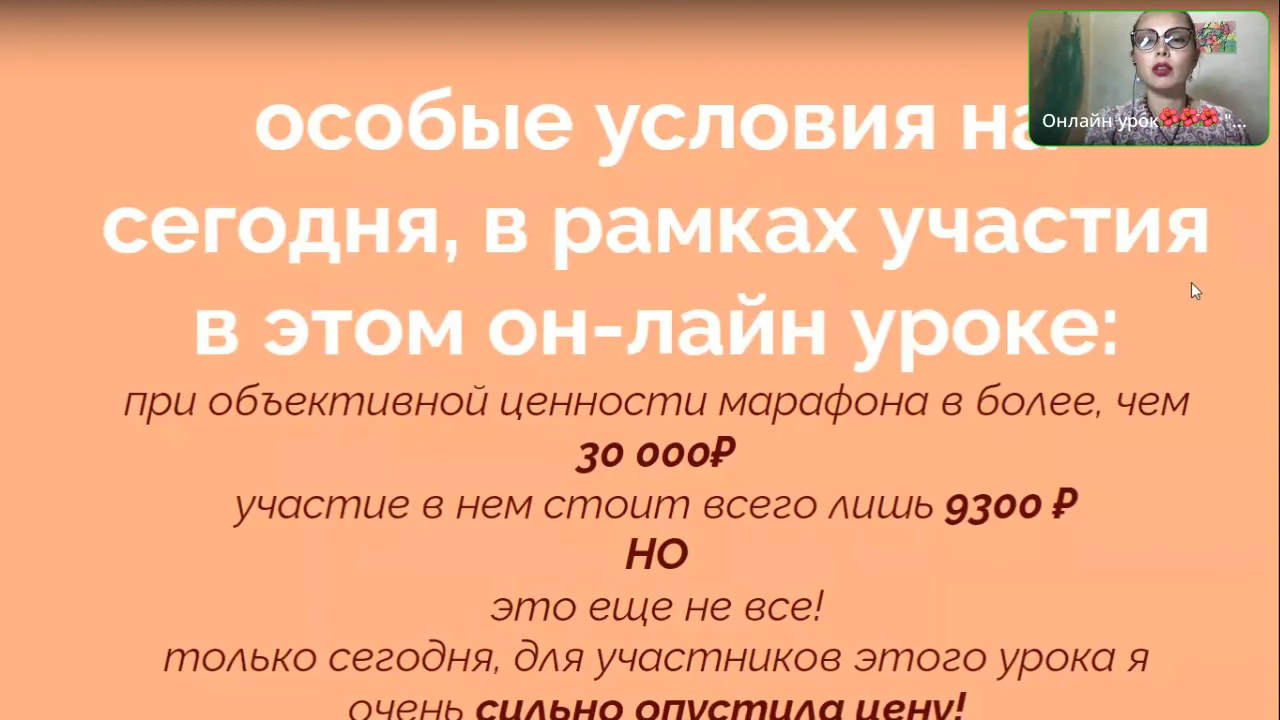 Онлайн урок🌺🌺🌺 "...
особые условия на
сегодня, в рамках участия
в этом он-лайн уроке:
при объективной ценности марафона в более, чем
30 000₽
участие в нем стоит всего лишь 9300 ₽
НО
это еще не все!
только сегодня, для участников этого урока я
очень сильно опустила цену!